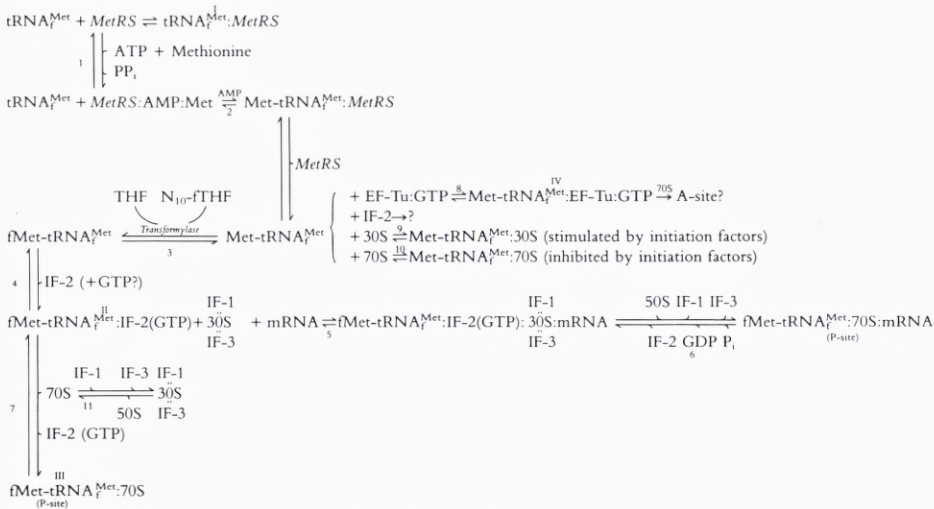 I
tRNA_f^Met + MetRS ⇌ tRNA_f^Met:MetRS
ATP + Methionine
1
PP_i
tRNA_f^Met + MetRS:AMP:Met ⇌ Met-tRNA_f^Met:MetRS
AMP
2
MetRS
THF N10-fTHF
Transformylase
fMet-tRNA_f^Met Met-tRNA_f^Met
3
IV
+ EF-Tu:GTP ⇌ Met-tRNA_f^Met:EF-Tu:GTP → A-site?
8 70S
+ IF-2→?
+ 30S ⇌ Met-tRNA_f^Met:30S (stimulated by initiation factors)
9
+ 70S ⇌ Met-tRNA_f^Met:70S (inhibited by initiation factors)
10
4 IF-2 (+GTP?)
II IF-1 IF-1 50S IF-1 IF-3
fMet-tRNA_f^Met:IF-2(GTP) + 30S + mRNA ⇌ fMet-tRNA_f^Met:IF-2(GTP): 30S:mRNA ⇌ fMet-tRNA_f^Met:70S:mRNA
IF-3 5 IF-3 IF-2 GDP P_i (P-site)
6
IF-1 IF-3 IF-1
70S ⇌ 30S
7 11 50S IF-3
IF-2 (GTP)
III
fMet-tRNA_f^Met:70S
(P-site)